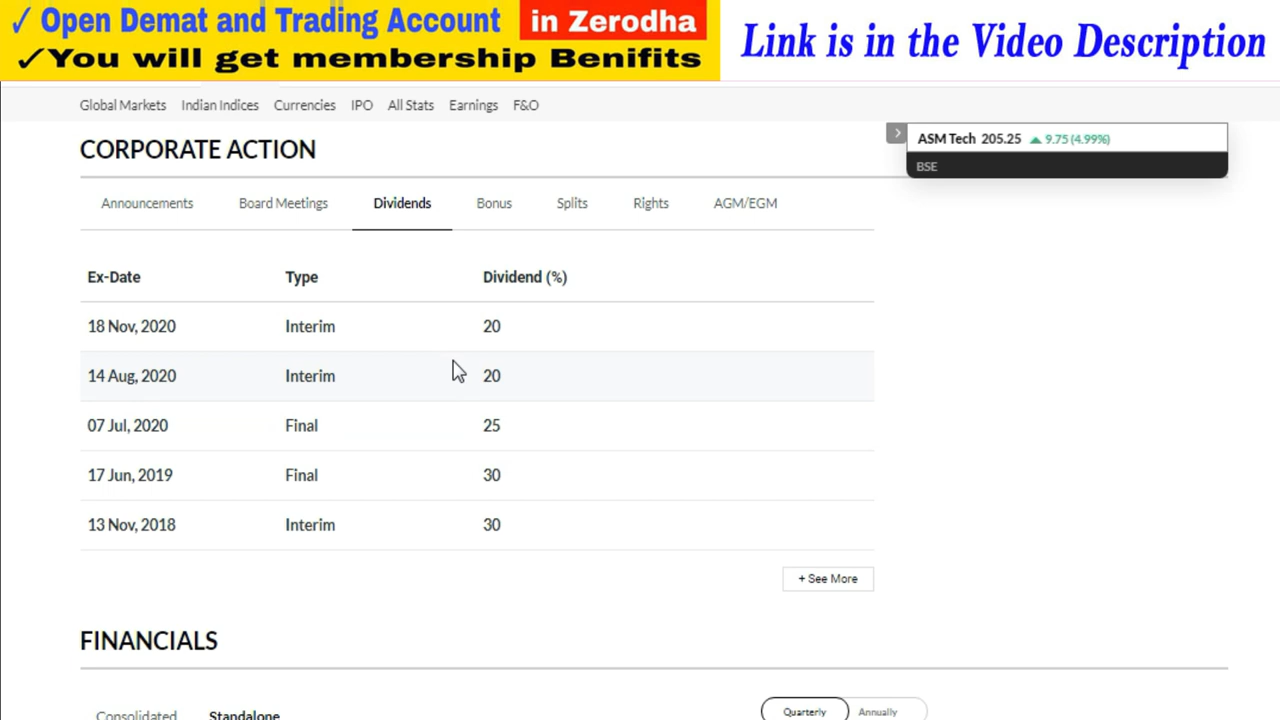 ✓ Open Demat and Trading Account in Zerodha
✓You will get membership Benifits
Link is in the Video Description
Global Markets Indian Indices Currencies IPO All Stats Earnings F&O
CORPORATE ACTION
ASM Tech 205.25 ▲ 9.75 (4.99%)
BSE
Announcements Board Meetings Dividends Bonus Splits Rights AGM/EGM
Ex-Date Type Dividend (%)
18 Nov, 2020 Interim 20
14 Aug, 2020 Interim 20
07 Jul, 2020 Final 25
17 Jun, 2019 Final 30
13 Nov, 2018 Interim 30
+ See More
FINANCIALS
Consolidated Standalone Quarterly Annually